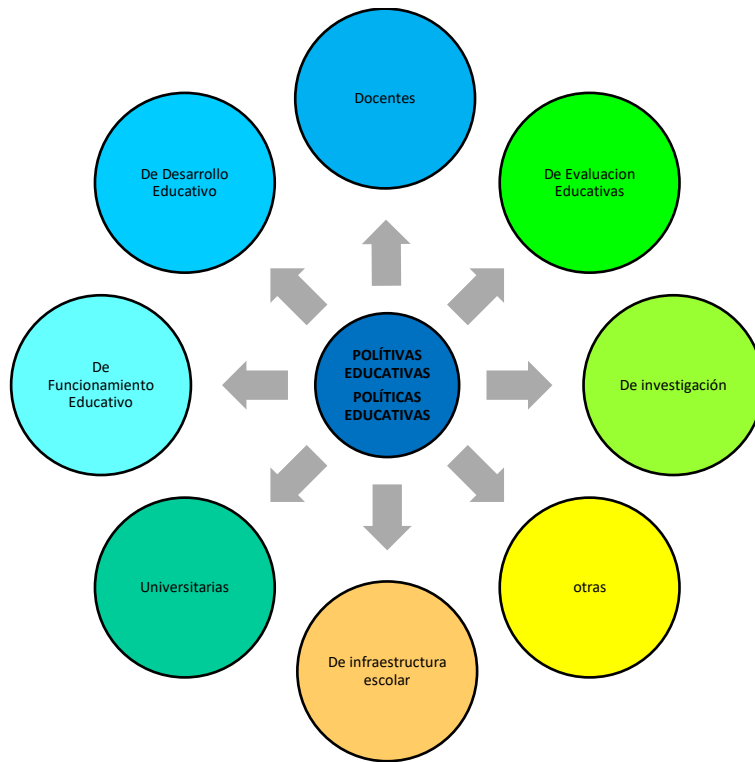 Docentes
De Desarrollo
Educativo
De Evaluacion
Educativas
POLÍTIVAS
EDUCATIVAS
POLÍTICAS
EDUCATIVAS
De
Funcionamiento
Educativo
De investigación
Universitarias
otras
De infraestructura
escolar